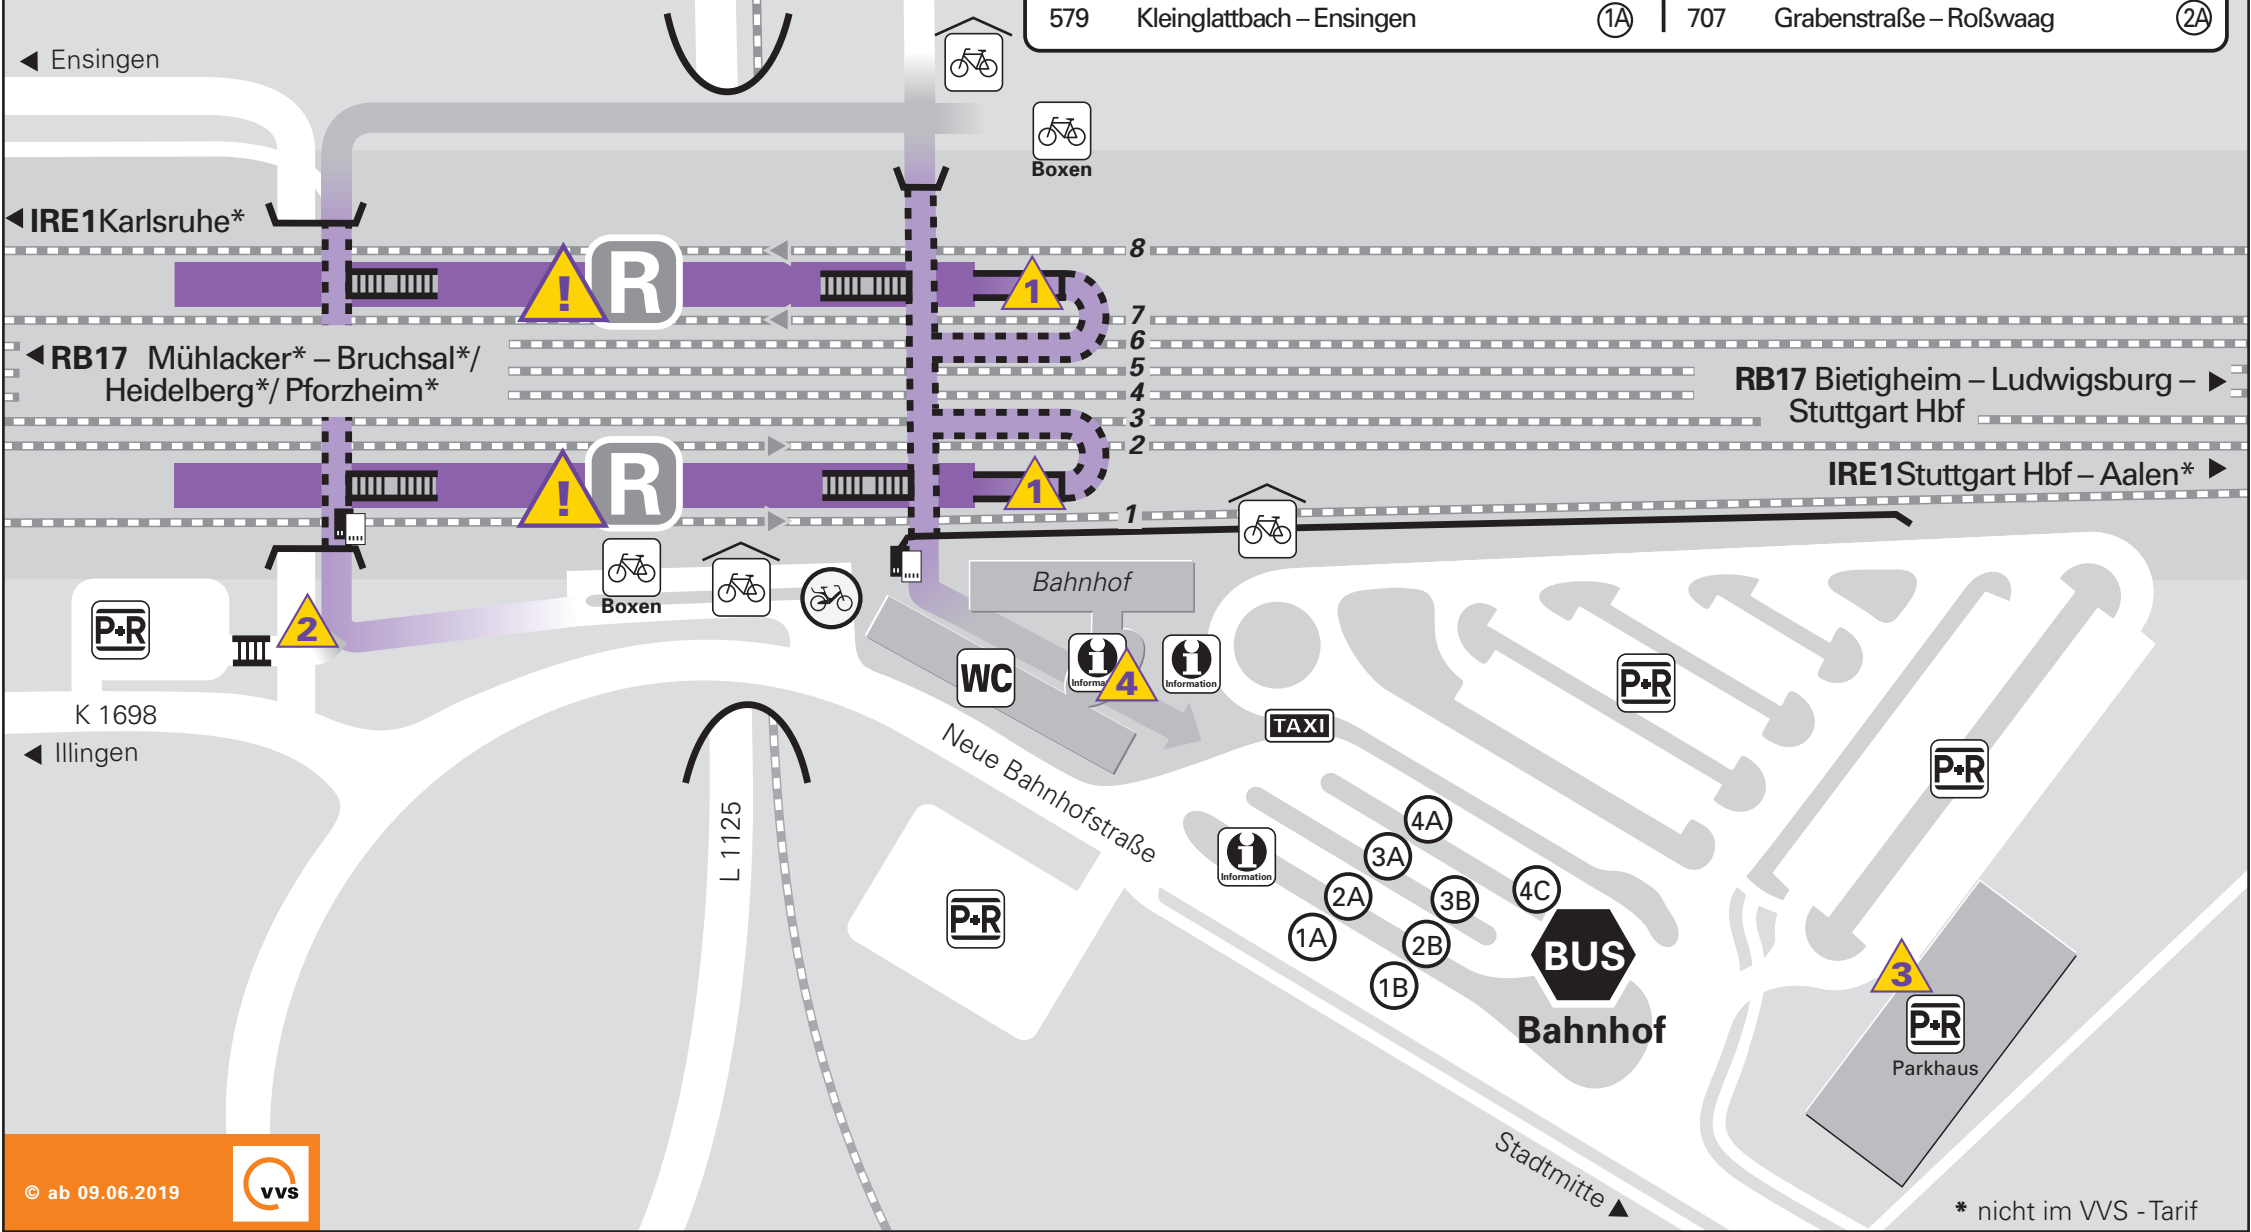 579 Kleinglattbach – Ensingen 1A
707 Grabenstraße – Roßwaag 2A
Ensingen
Boxen
IRE1 Karlsruhe*
8
! R 1
7
6
RB17 Mühlacker* – Bruchsal*/
Heidelberg*/ Pforzheim*
5
4
RB17 Bietigheim – Ludwigsburg –
Stuttgart Hbf
3
2
IRE1 Stuttgart Hbf – Aalen*
! R 1
1
Boxen
Bahnhof
P+R
2
WC
Information
4
Information
P+R
K 1698
Illingen
TAXI
Neue Bahnhofstraße
P+R
L 1125
Information
4A
3A
2A
3B
4C
1A
2B
1B
P+R
BUS
Bahnhof
3
P+R
Parkhaus
Stadtmitte
© ab 09.06.2019
VVS
* nicht im VVS - Tarif